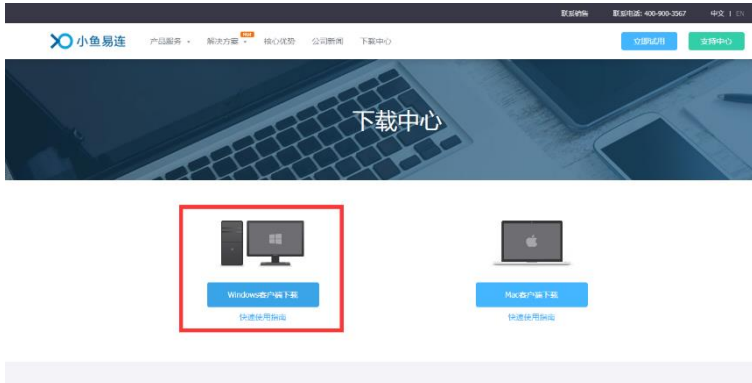 联系销售 联系电话: 400-900-3567 中文 | EN
小鱼易连 产品服务 解决方案 HOT 核心优势 公司新闻 下载中心 立即试用 支持中心
下载中心
Windows客户端下载 Mac客户端下载
快速使用指南 快速使用指南